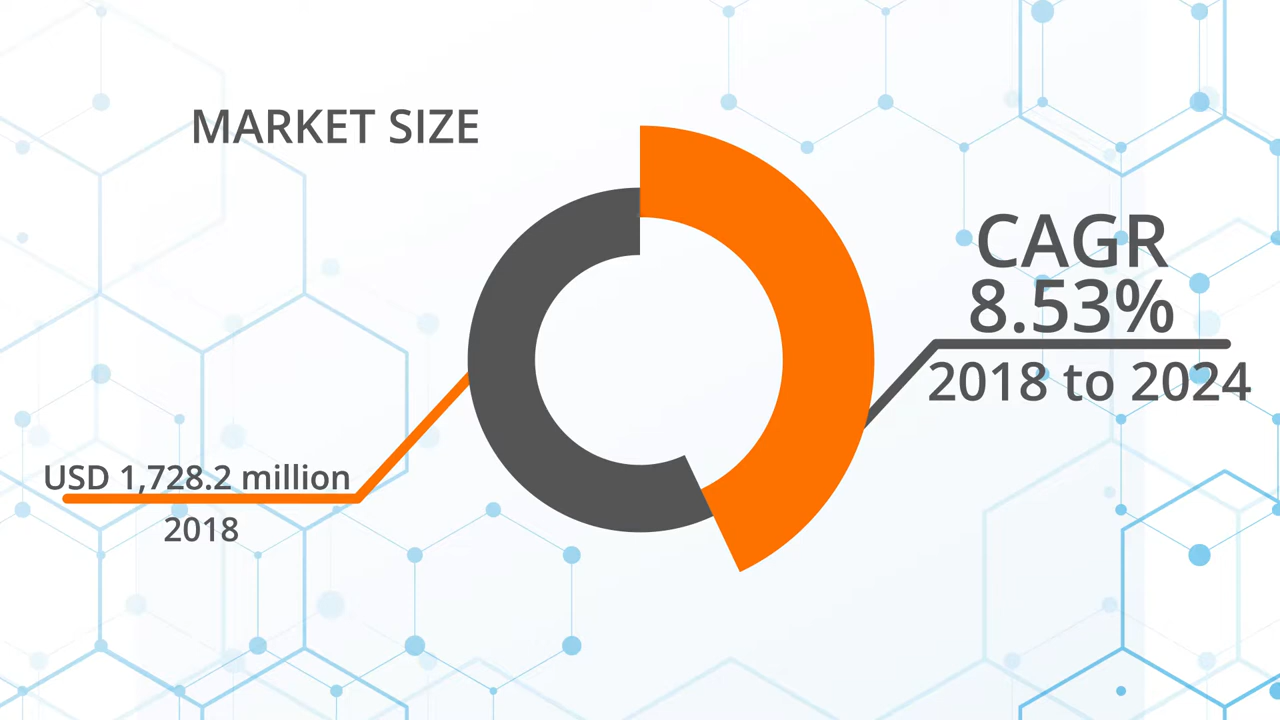 MARKET SIZE
CAGR
8.53%
2018 to 2024
USD 1,728.2 million
2018